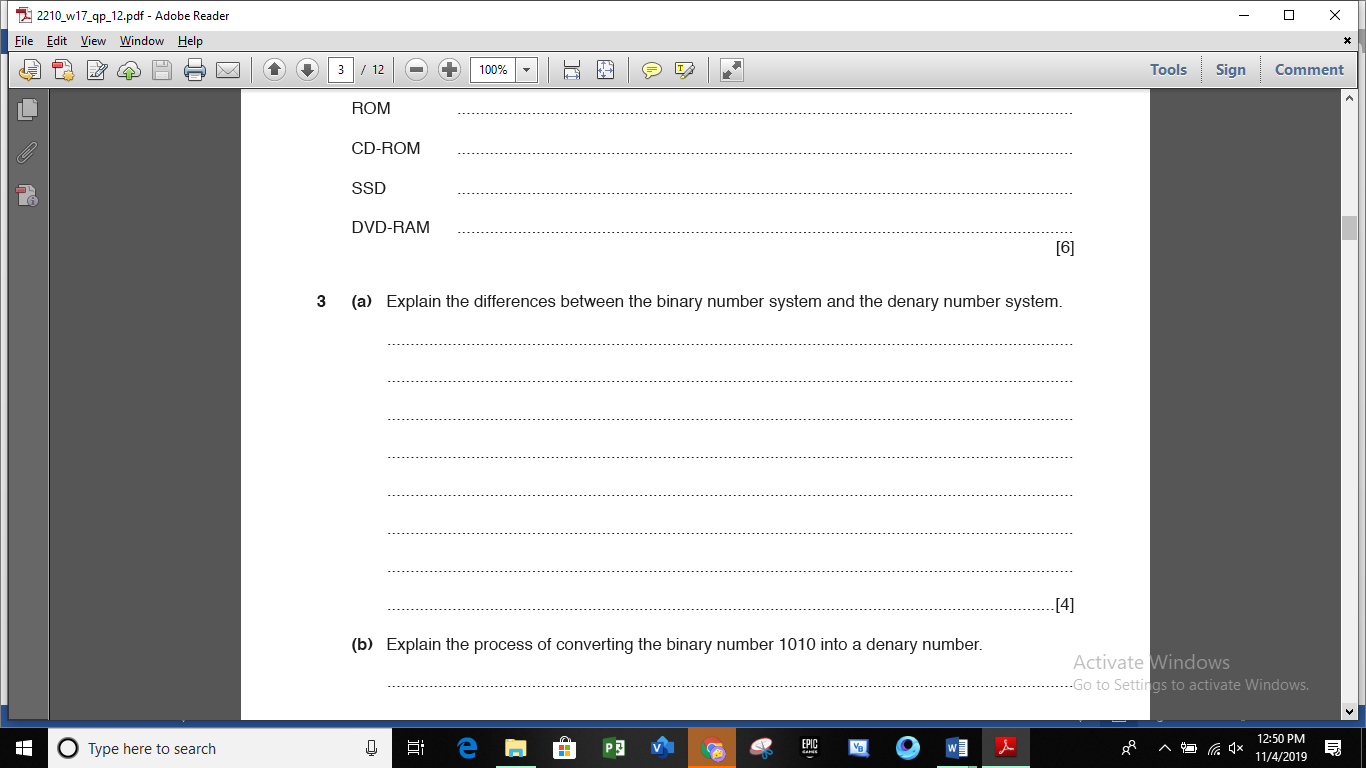 2210_w17_qp_12.pdf - Adobe Reader
File Edit View Window Help
3 / 12 100% Tools Sign Comment
ROM ........................................................................
CD-ROM ........................................................................
SSD ........................................................................
DVD-RAM ........................................................................
[6]
3 (a) Explain the differences between the binary number system and the denary number system.
........................................................................
........................................................................
........................................................................
........................................................................
........................................................................
........................................................................
........................................................................
........................................................................[4]
(b) Explain the process of converting the binary number 1010 into a denary number.
........................................................................
Activate Windows
Go to Settings to activate Windows.
Type here to search
12:50 PM
11/4/2019